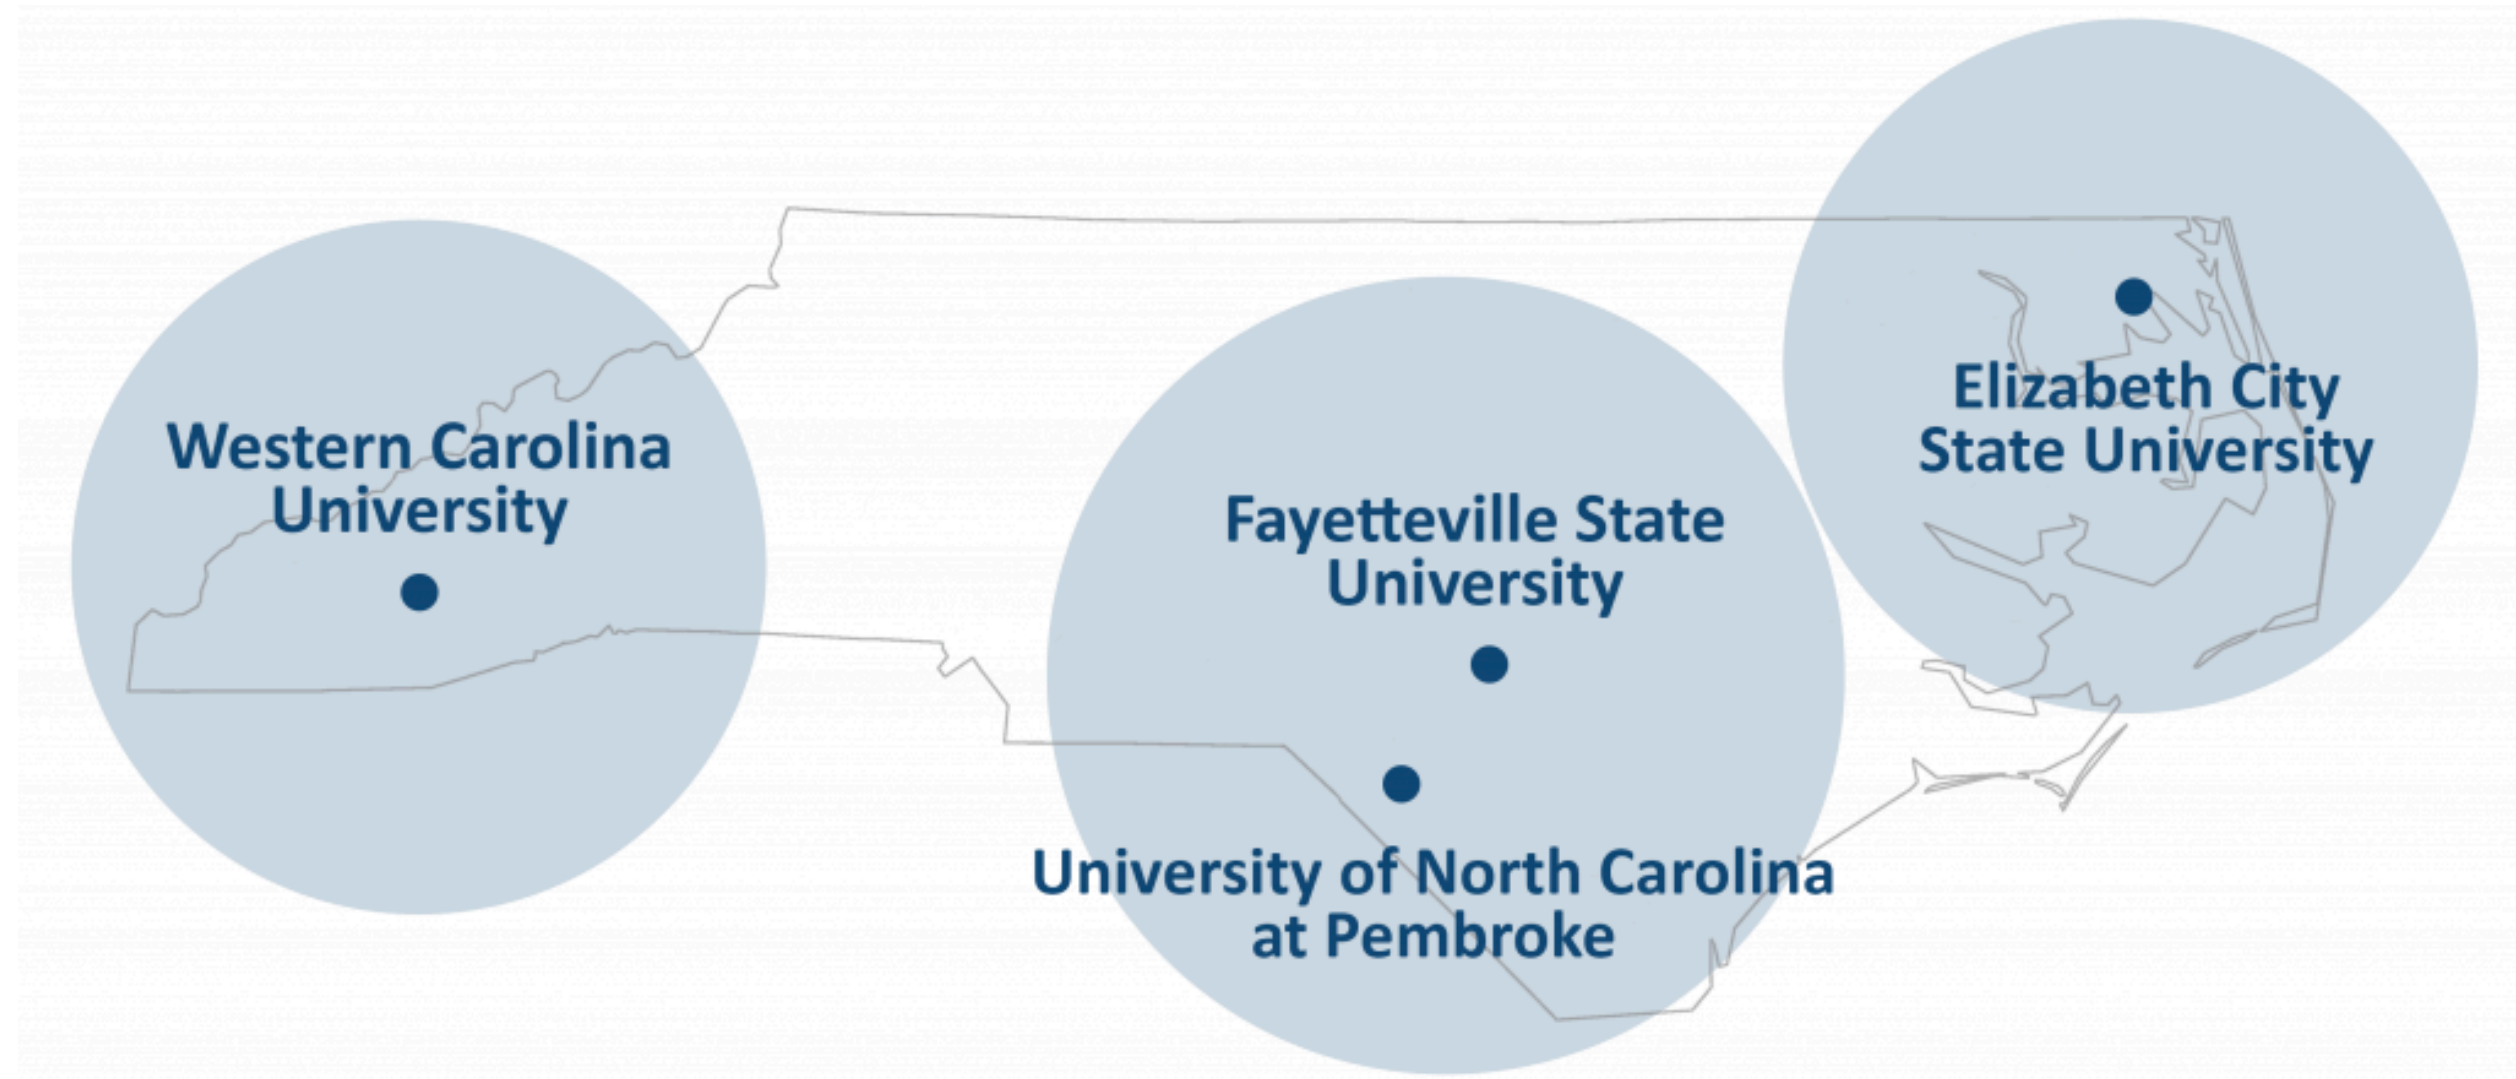 Western Carolina
University
Fayetteville State
University
University of North Carolina
at Pembroke
Elizabeth City
State University